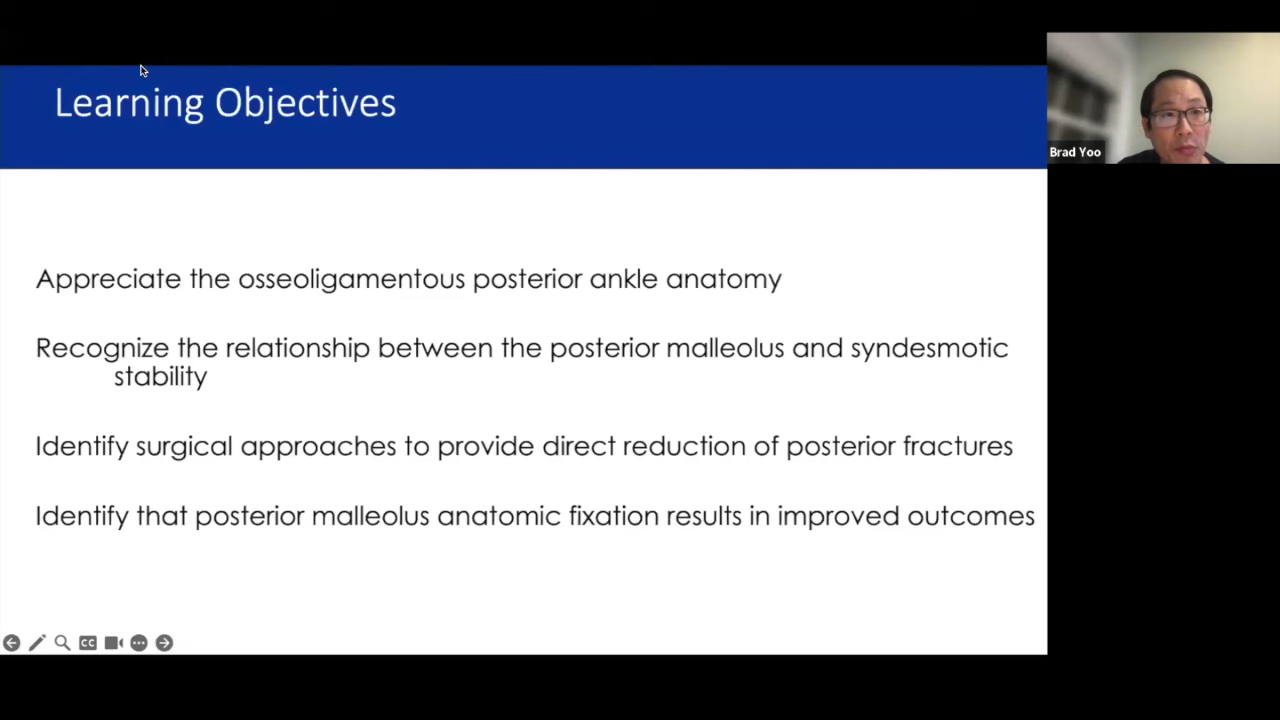 Learning Objectives
Brad Yoo
Appreciate the osseoligamentous posterior ankle anatomy
Recognize the relationship between the posterior malleolus and syndesmotic
stability
Identify surgical approaches to provide direct reduction of posterior fractures
Identify that posterior malleolus anatomic fixation results in improved outcomes
CC